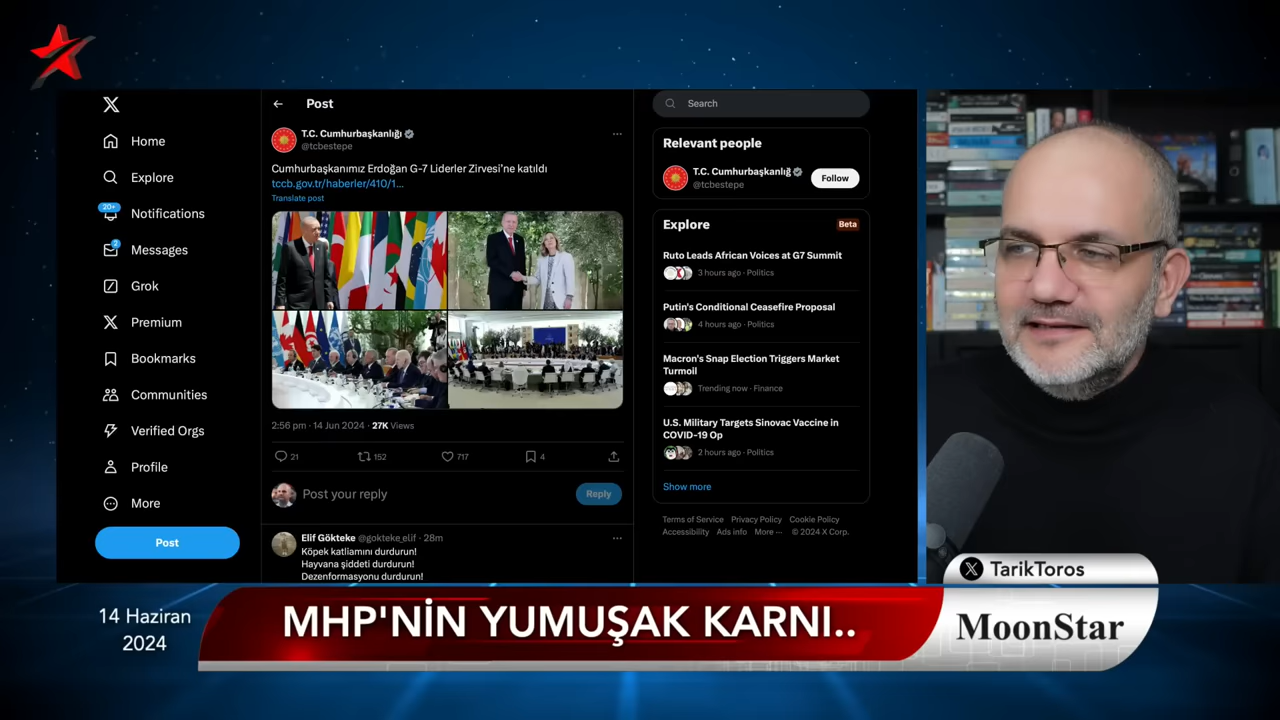 Home
Explore
Notifications
20+
Messages
2
Grok
Premium
Bookmarks
Communities
Verified Orgs
Profile
More
Post
Post
T.C. Cumhurbaşkanlığı
@tcbestepe
Cumhurbaşkanımız Erdoğan G-7 Liderler Zirvesi'ne katıldı
tccb.gov.tr/haberler/410/1...
Translate post
2:56 pm · 14 Jun 2024 · 27K Views
21
152
717
4
Post your reply
Reply
Elif Gökteke @gokteke_elif · 28m
Köpek katliamını durdurun!
Hayvana şiddeti durdurun!
Dezenformasyonu durdurun!
Search
Relevant people
T.C. Cumhurbaşkanlığ
@tcbestepe
Follow
Explore
Beta
Ruto Leads African Voices at G7 Summit
3 hours ago · Politics
Putin's Conditional Ceasefire Proposal
4 hours ago · Politics
Macron's Snap Election Triggers Market
Turmoil
Trending now · Finance
U.S. Military Targets Sinovac Vaccine in
COVID-19 Op
2 hours ago · Politics
Show more
Terms of Service Privacy Policy Cookie Policy
Accessibility Ads info More ··· © 2024 X Corp.
TarikToros
14 Haziran
2024
MHP'NİN YUMUŞAK KARNI..
MoonStar